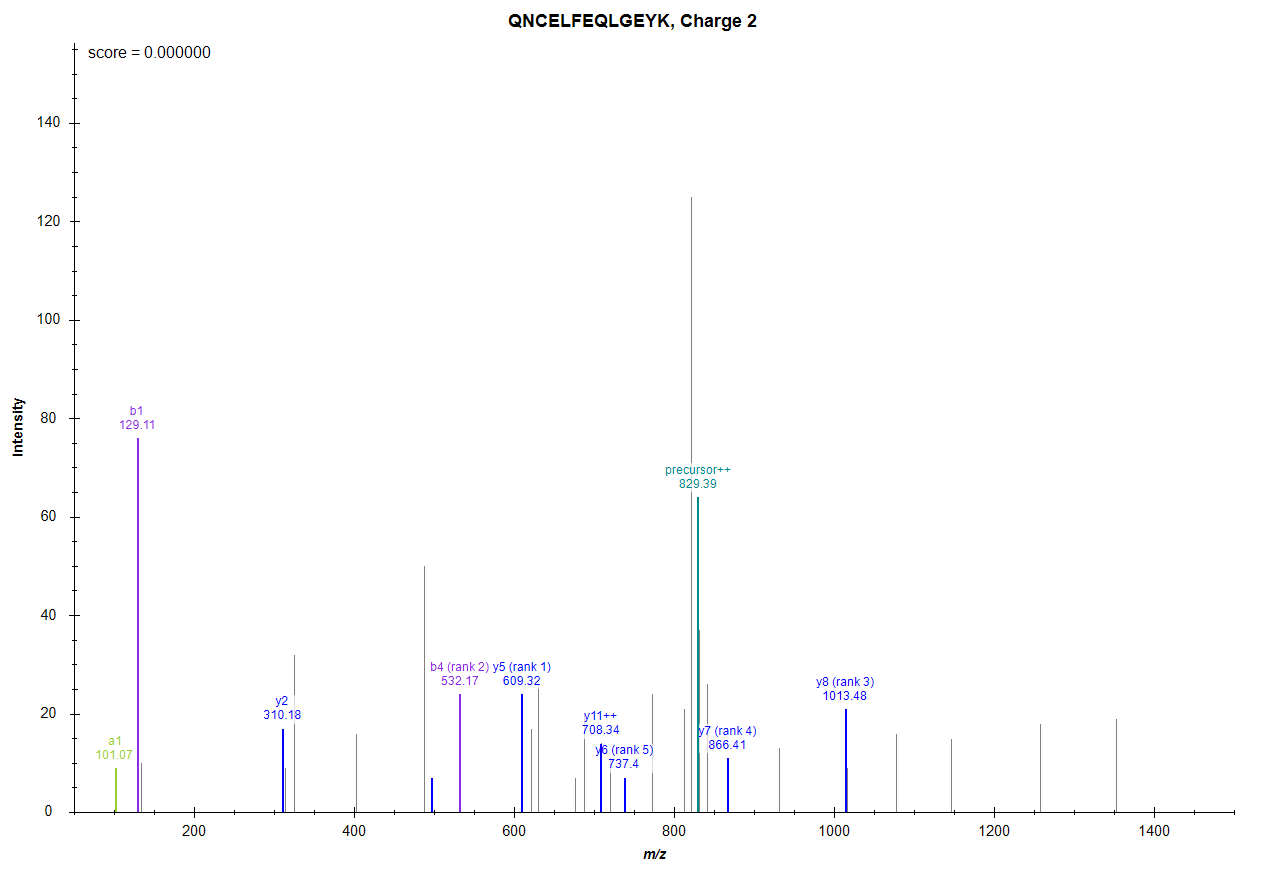 QNCELFEQLGEYK, Charge 2
score = 0.000000
140
120
100
80
60
40
20
0
Intensity
b1
129.11
precursor++
829.39
b4 (rank 2)
532.17
y5 (rank 1)
609.32
y8 (rank 3)
1013.48
y2
310.18
y11++
708.34
y7 (rank 4)
866.41
a1
101.07
y6 (rank 5)
737.4
200
400
600
800
1000
1200
1400
m/z